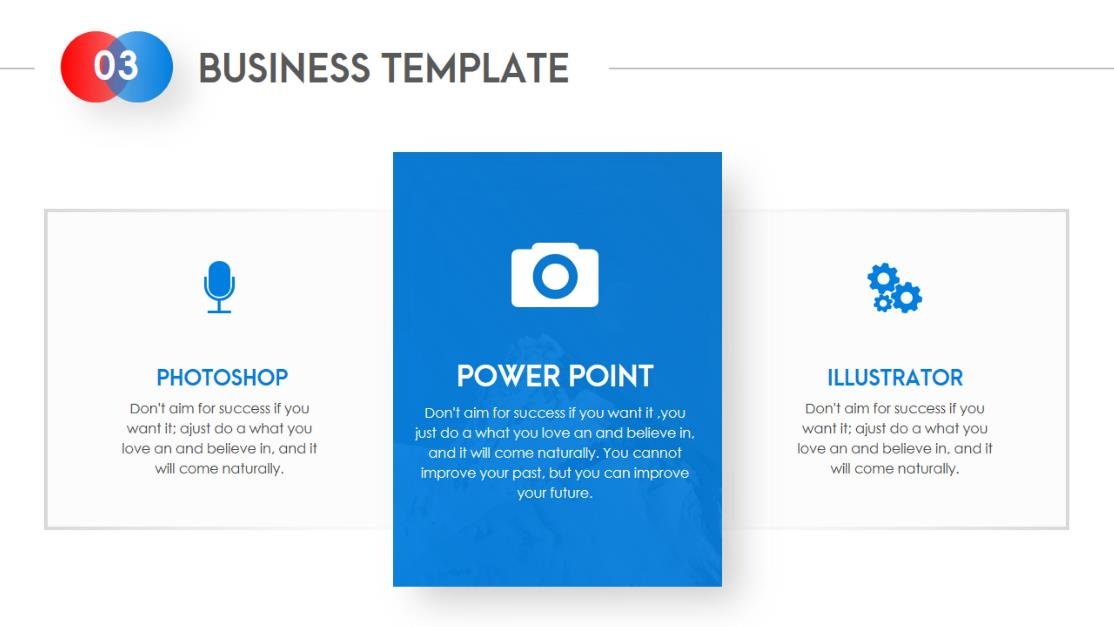 03
BUSINESS TEMPLATE
PHOTOSHOP
Don't aim for success if you
want it; ajust do a what you
love an and believe in, and it
will come naturally.
POWER POINT
Don't aim for success if you want it ,you
just do a what you love an and believe in,
and it will come naturally. You cannot
improve your past, but you can improve
your future.
ILLUSTRATOR
Don't aim for success if you
want it; ajust do a what you
love an and believe in, and it
will come naturally.